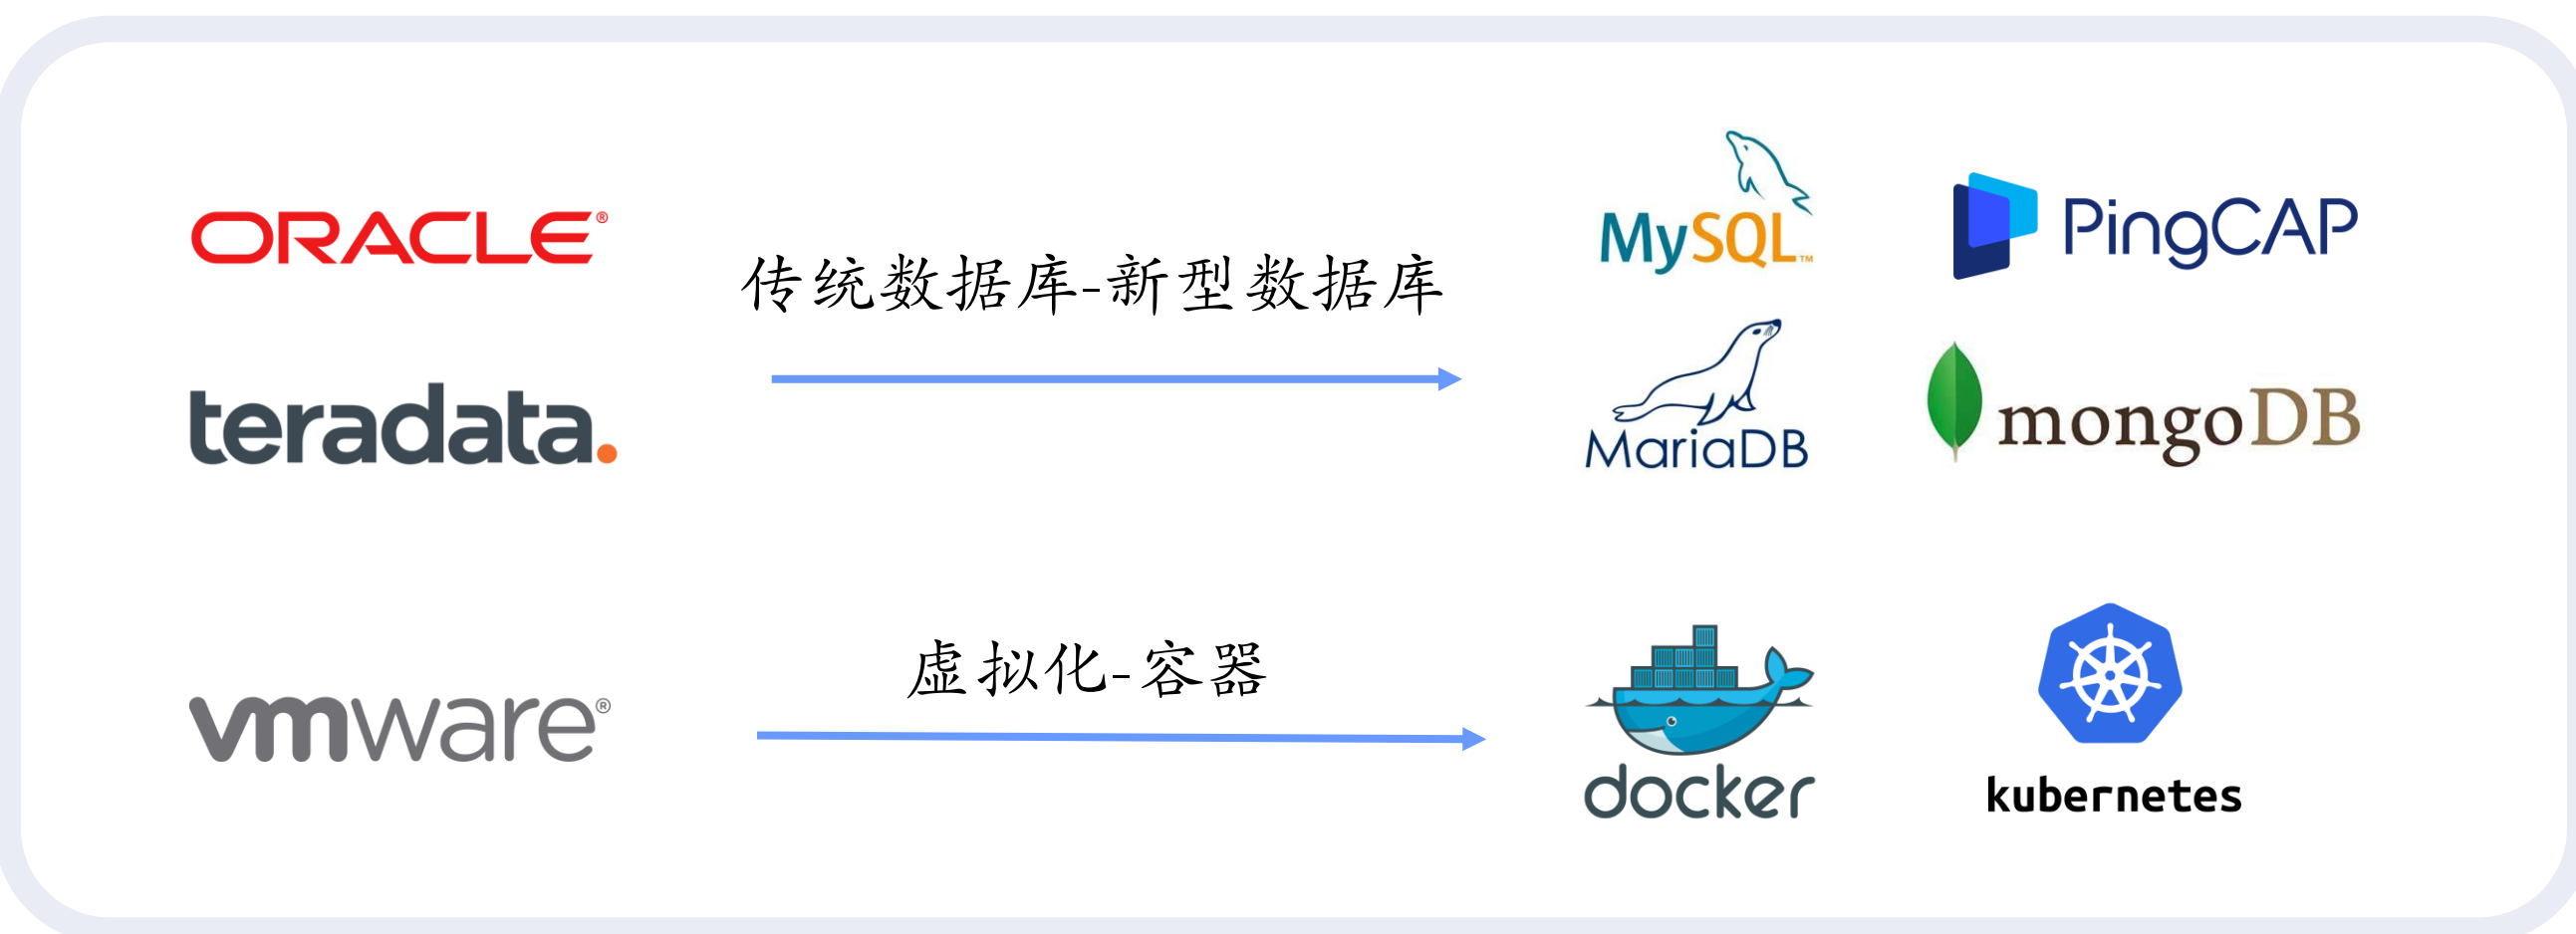 ORACLE®
teradata.
传统数据库-新型数据库
MySQL™
PingCAP
MariaDB
mongoDB
vmware®
虚拟化-容器
docker
kubernetes